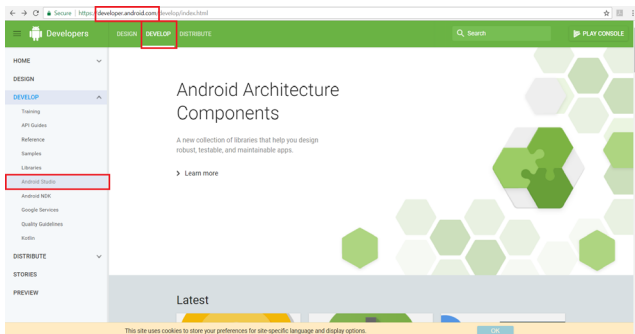 Secure | https://developer.android.com/develop/index.html
Developers
DESIGN DEVELOP DISTRIBUTE
Search
PLAY CONSOLE
HOME
DESIGN
DEVELOP
Training
API Guides
Reference
Samples
Libraries
Android Studio
Android NDK
Google Services
Quality Guidelines
Kotlin
DISTRIBUTE
STORIES
PREVIEW
Android Architecture
Components
A new collection of libraries that help you design
robust, testable, and maintainable apps.
Learn more
Latest
This site uses cookies to store your preferences for site-specific language and display options.
OK